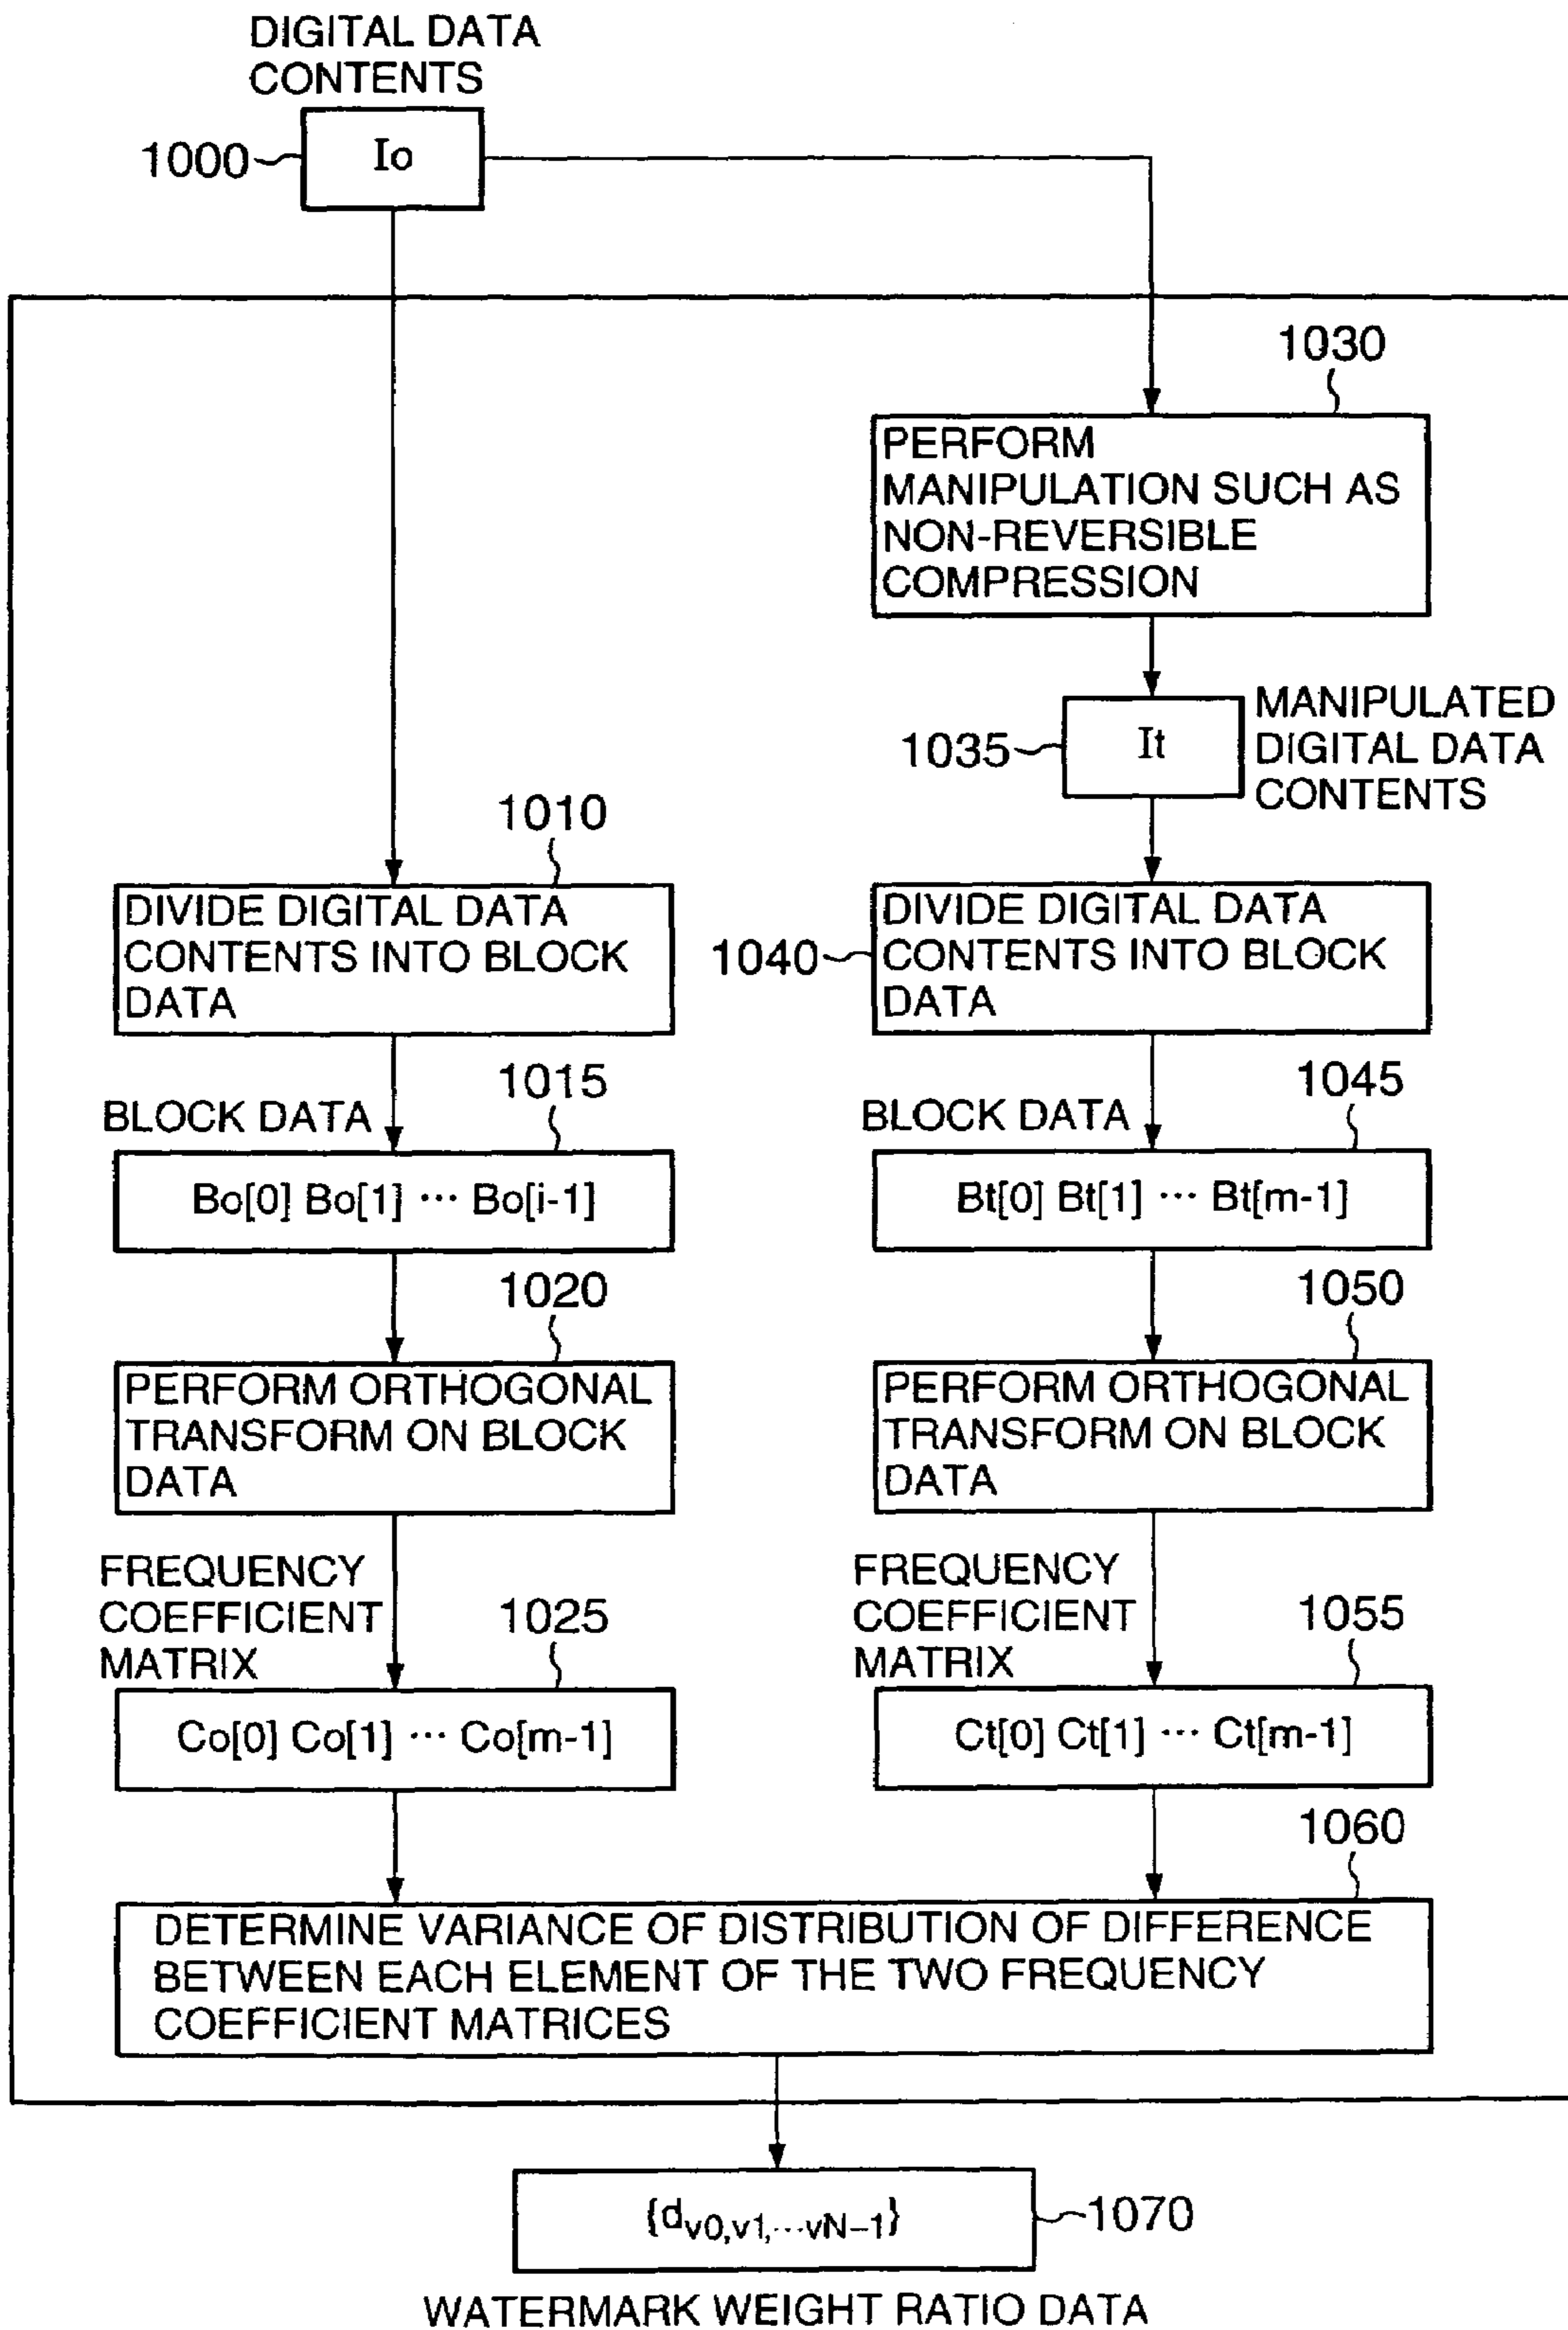 DIGITAL DATA
CONTENTS
1000
Io
1030
PERFORM
MANIPULATION SUCH AS
NON-REVERSIBLE
COMPRESSION
1035
It
MANIPULATED
DIGITAL DATA
CONTENTS
1010
DIVIDE DIGITAL DATA
CONTENTS INTO BLOCK
DATA
1040
DIVIDE DIGITAL DATA
CONTENTS INTO BLOCK
DATA
BLOCK DATA
1015
Bo[0] Bo[1] ··· Bo[i-1]
BLOCK DATA
1045
Bt[0] Bt[1] ··· Bt[m-1]
1020
PERFORM ORTHOGONAL
TRANSFORM ON BLOCK
DATA
1050
PERFORM ORTHOGONAL
TRANSFORM ON BLOCK
DATA
FREQUENCY
COEFFICIENT
MATRIX
1025
Co[0] Co[1] ··· Co[m-1]
FREQUENCY
COEFFICIENT
MATRIX
1055
Ct[0] Ct[1] ··· Ct[m-1]
1060
DETERMINE VARIANCE OF DISTRIBUTION OF DIFFERENCE
BETWEEN EACH ELEMENT OF THE TWO FREQUENCY
COEFFICIENT MATRICES
{dv0,v1,···vN−1}
1070
WATERMARK WEIGHT RATIO DATA